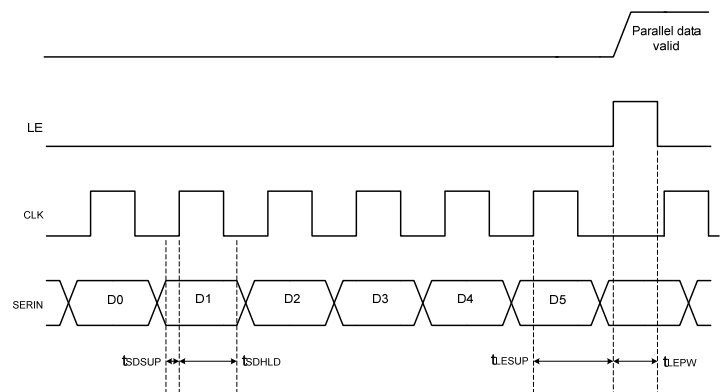 Parallel data
valid
LE
CLK
SERIN
D0
D1
D2
D3
D4
D5
tSDSUP
tSDHLD
tLESUP
tLEPW